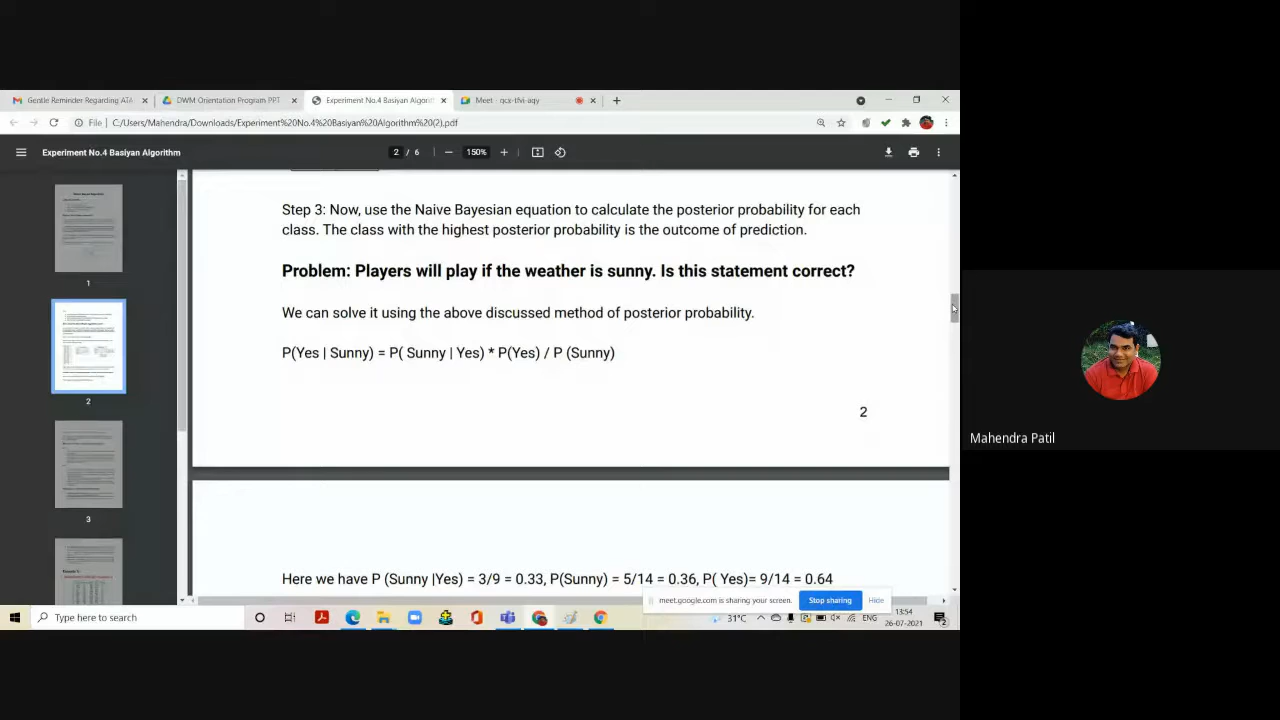 Gentle Reminder Regarding ATA
DWM Orientation Program PPT
Experiment No.4 Basiyan Algorit
Meet - qcx-tfvi-aqy
File | C:/Users/Mahendra/Downloads/Experiment%20No.4%20Basiyan%20Algorithm%20(2).pdf
Experiment No.4 Basiyan Algorithm
2 / 6
150%
Step 3: Now, use the Naive Bayesian equation to calculate the posterior probability for each
class. The class with the highest posterior probability is the outcome of prediction.
Problem: Players will play if the weather is sunny. Is this statement correct?
We can solve it using the above discussed method of posterior probability.
P(Yes | Sunny) = P( Sunny | Yes) * P(Yes) / P (Sunny)
2
Here we have P (Sunny |Yes) = 3/9 = 0.33, P(Sunny) = 5/14 = 0.36, P( Yes)= 9/14 = 0.64
1
2
3
meet.google.com is sharing your screen.
Stop sharing
Hide
Type here to search
31°C
ENG
13:54
26-07-2021
2
Mahendra Patil